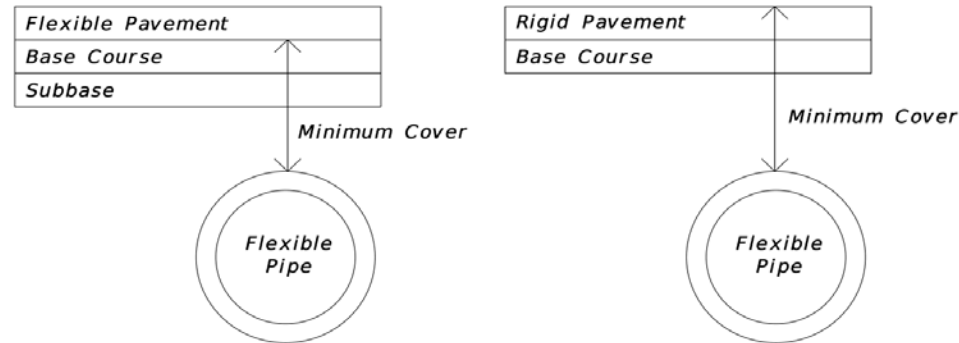 Flexible Pavement
Base Course
Subbase
Minimum Cover
Flexible
Pipe
Rigid Pavement
Base Course
Minimum Cover
Flexible
Pipe